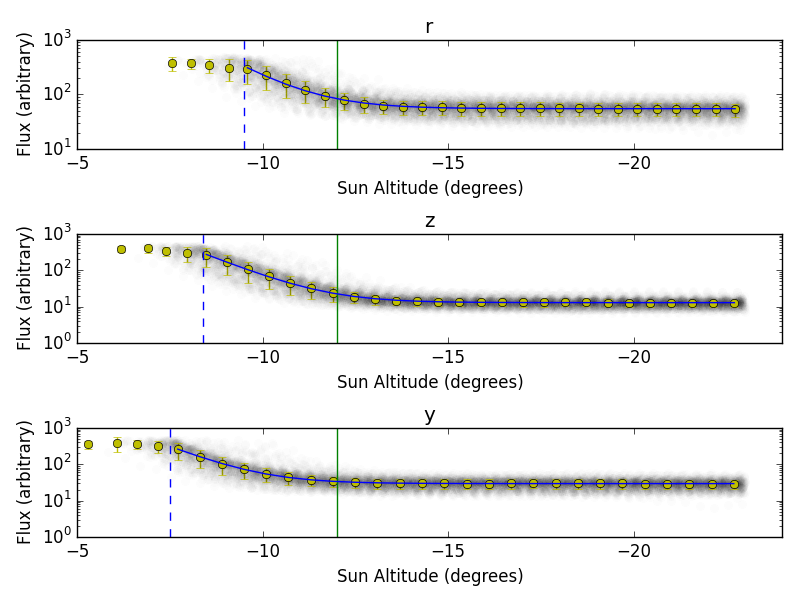 r
10³
10²
10¹
Flux (arbitrary)
−5 −10 −15 −20
Sun Altitude (degrees)
z
10³
10²
10¹
10⁰
Flux (arbitrary)
−5 −10 −15 −20
Sun Altitude (degrees)
y
10³
10²
10¹
10⁰
Flux (arbitrary)
−5 −10 −15 −20
Sun Altitude (degrees)